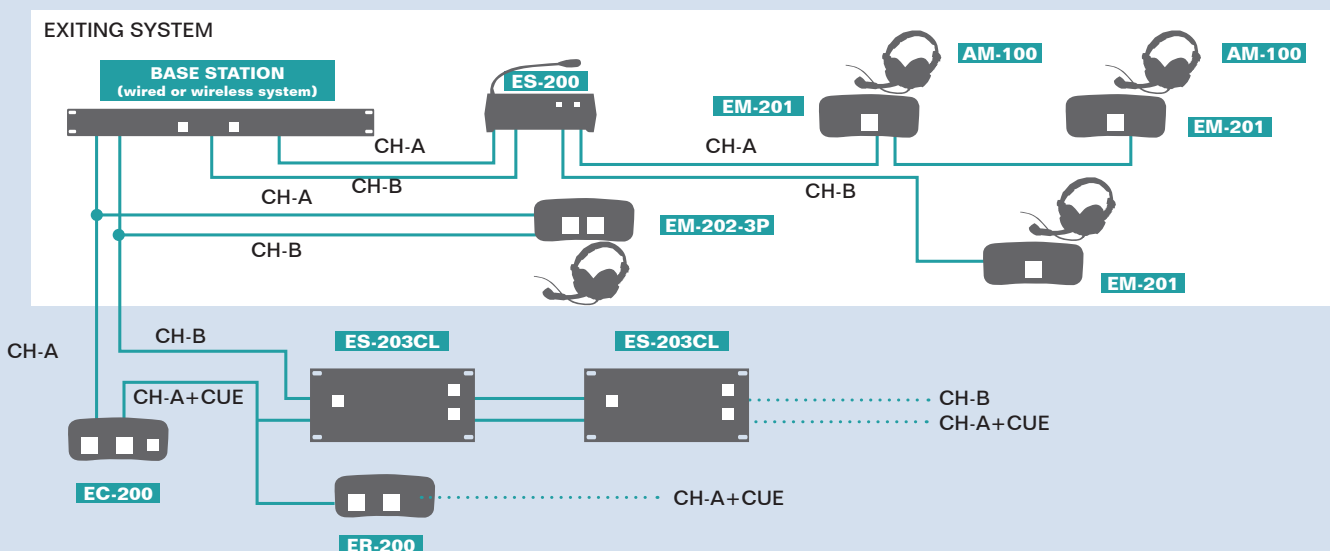 EXITING SYSTEM
BASE STATION
(wired or wireless system)
ES-200
AM-100
AM-100
EM-201
EM-201
CH-A
CH-A
CH-B
CH-A
CH-B
EM-202-3P
CH-B
EM-201
CH-A
CH-B
ES-203CL
ES-203CL
CH-A+CUE
CH-B
CH-A+CUE
EC-200
CH-A+CUE
ER-200